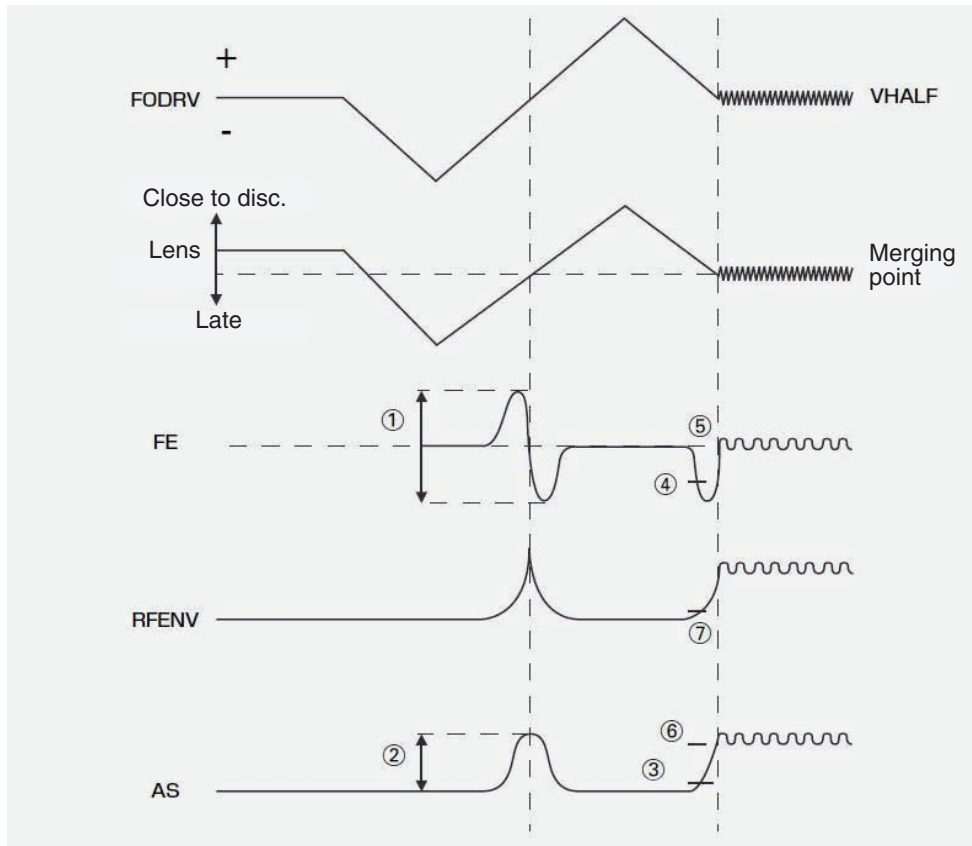 +
FODRV
-
VHALF
Close to disc.
Lens
Late
Merging
point
①
⑤
FE
④
RFENV
⑦
⑥
②
③
AS